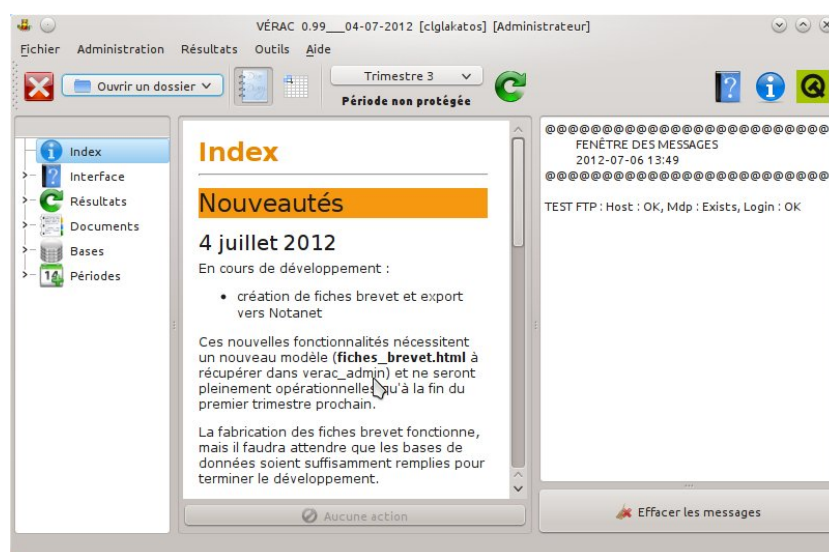 VÉRAC 0.99___04-07-2012 [clglakatos] [Administrateur]
Fichier Administration Résultats Outils Aide
Ouvrir un dossier
Trimestre 3
Période non protégée
Index
Interface
Résultats
Documents
Bases
Périodes
Index
Nouveautés
4 juillet 2012
En cours de développement :
• création de fiches brevet et export
vers Notanet
Ces nouvelles fonctionnalités nécessitent
un nouveau modèle (fiches_brevet.html à
récupérer dans verac_admin) et ne seront
pleinement opérationnelles qu'à la fin du
premier trimestre prochain.
La fabrication des fiches brevet fonctionne,
mais il faudra attendre que les bases de
données soient suffisamment remplies pour
terminer le développement.
Aucune action
@@@@@@@@@@@@@@@@@@@@@@@@@
FENÊTRE DES MESSAGES
2012-07-06 13:49
@@@@@@@@@@@@@@@@@@@@@@@@@
TEST FTP : Host : OK, Mdp : Exists, Login : OK
Effacer les messages